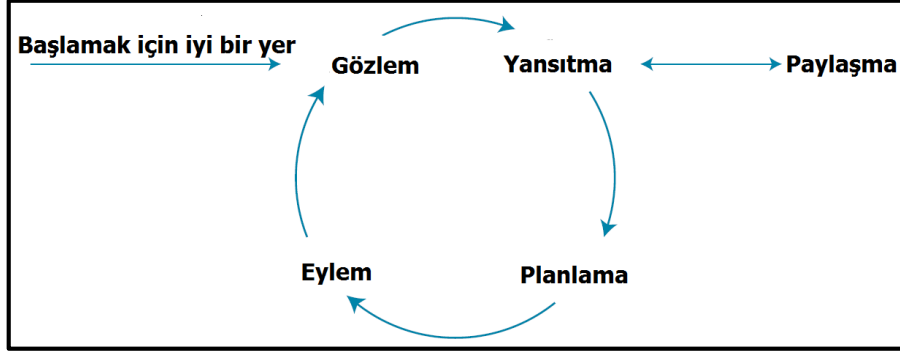 Başlamak için iyi bir yer
Gözlem
Yansıtma
Paylaşma
Eylem
Planlama